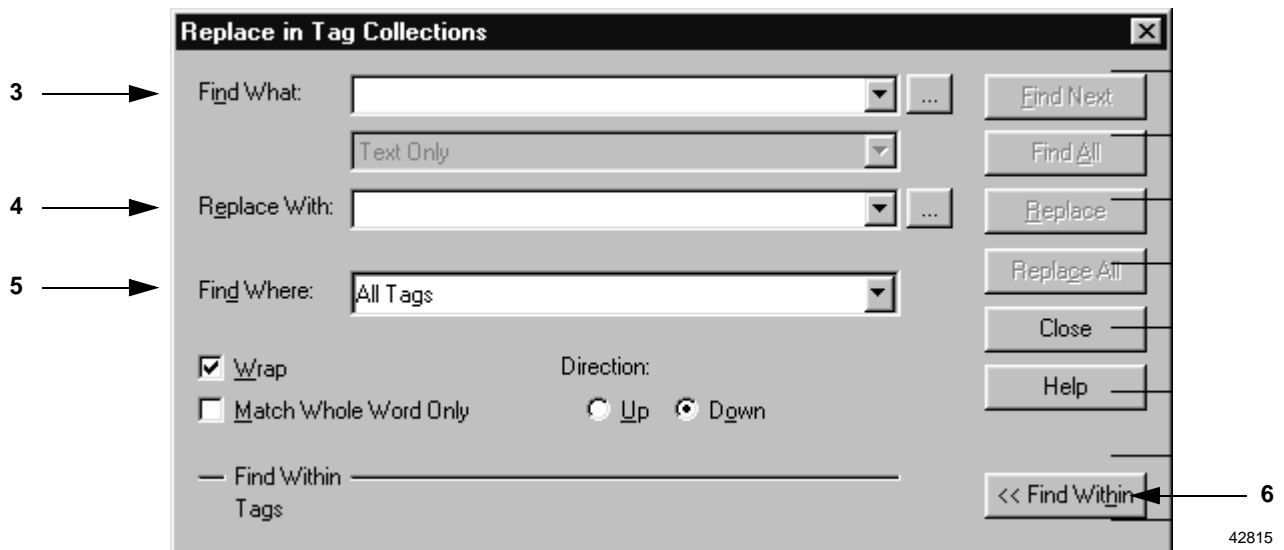 Replace in Tag Collections
3
Find What:
...
Find Next
Text Only
Find All
4
Replace With:
...
Replace
Replace All
5
Find Where:
All Tags
Close
Wrap
Direction:
Help
Match Whole Word Only
Up
Down
Find Within
Tags
<< Find Within
6
42815